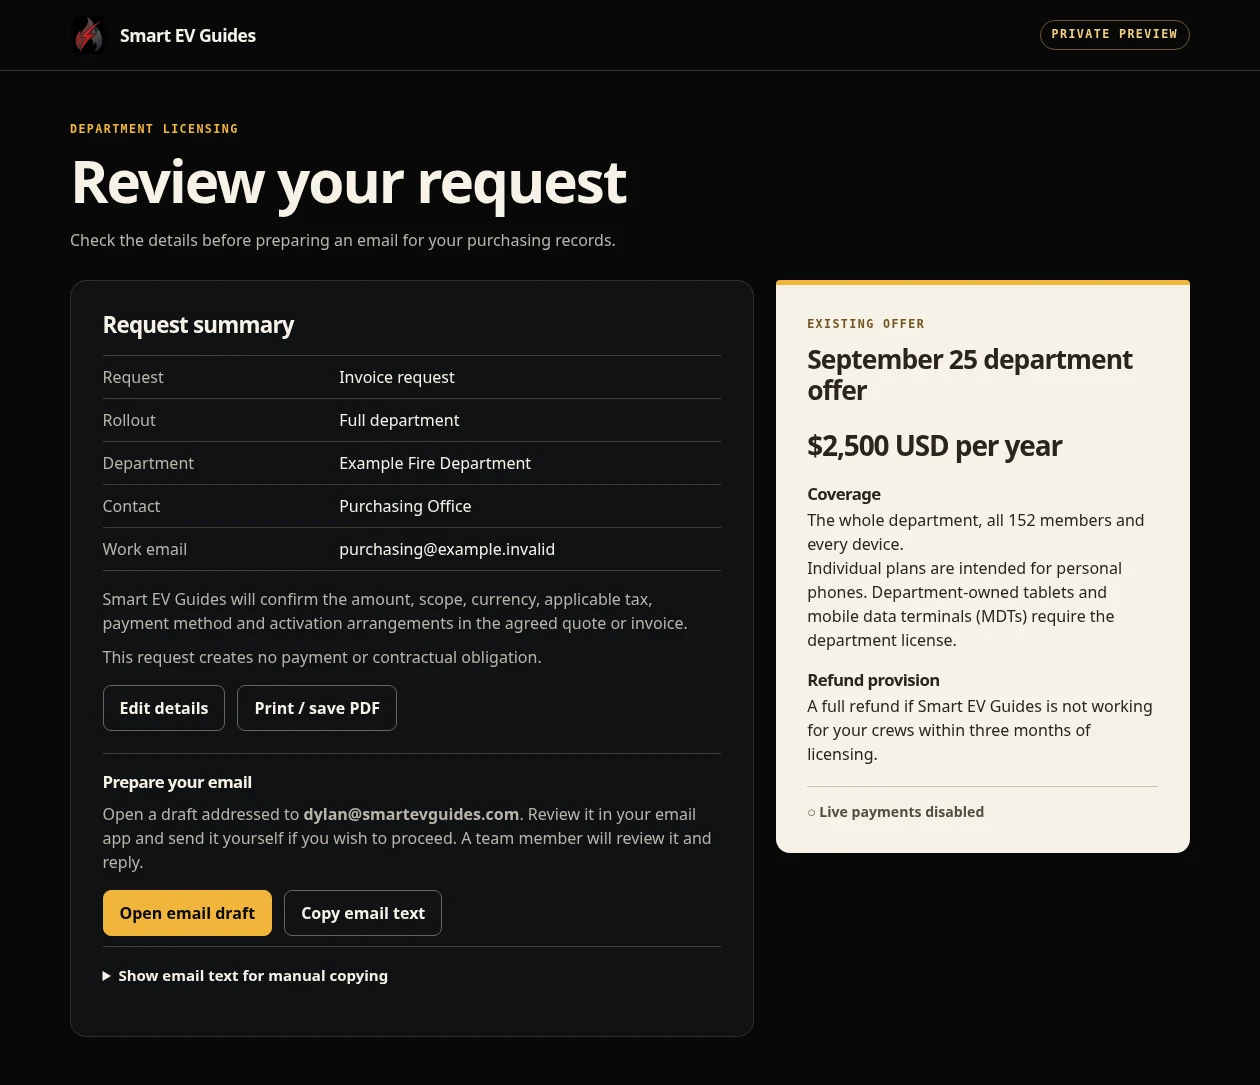 Smart EV Guides
PRIVATE PREVIEW
DEPARTMENT LICENSING
Review your request
Check the details before preparing an email for your purchasing records.
Request summary
Request Invoice request
Rollout Full department
Department Example Fire Department
Contact Purchasing Office
Work email purchasing@example.invalid
Smart EV Guides will confirm the amount, scope, currency, applicable tax,
payment method and activation arrangements in the agreed quote or invoice.
This request creates no payment or contractual obligation.
Edit details Print / save PDF
Prepare your email
Open a draft addressed to dylan@smartevguides.com. Review it in your email
app and send it yourself if you wish to proceed. A team member will review it and
reply.
Open email draft Copy email text
▶ Show email text for manual copying
EXISTING OFFER
September 25 department
offer
$2,500 USD per year
Coverage
The whole department, all 152 members and
every device.
Individual plans are intended for personal
phones. Department-owned tablets and
mobile data terminals (MDTs) require the
department license.
Refund provision
A full refund if Smart EV Guides is not working
for your crews within three months of
licensing.
○ Live payments disabled